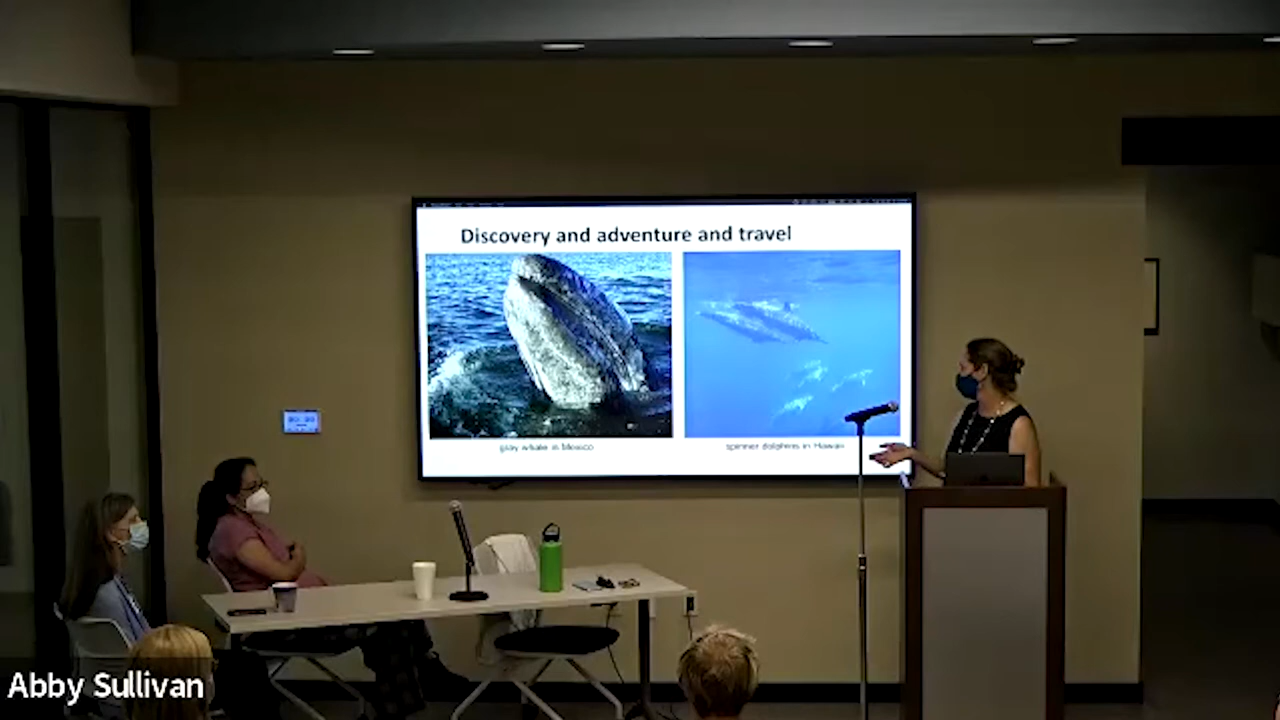 Discovery and adventure and travel
gray whale in Mexico
spinner dolphins in Hawaii
Abby Sullivan